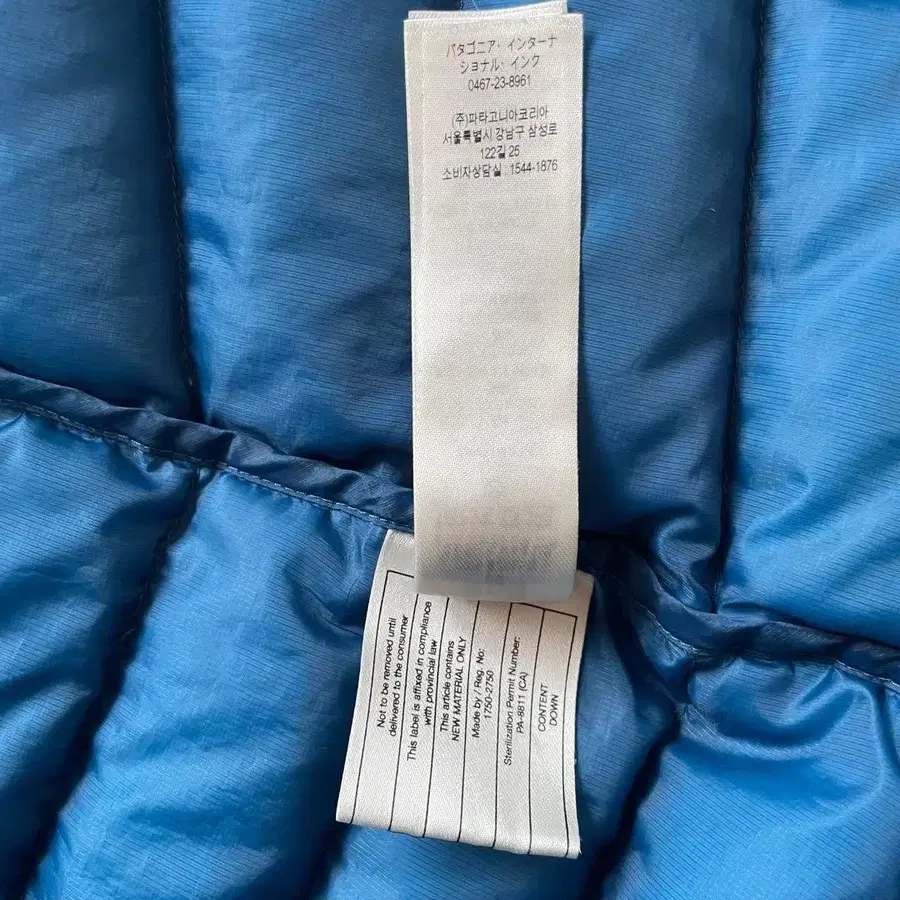 パタゴニア・インターナ
ショナル・インク
0467-23-8961
(주)파타고니아코리아
서울특별시 강남구 삼성로
122길 25
소비자상담실 : 1544-1876
Not to be removed until
delivered to the consumer
This label is affixed in compliance
with provincial law
This article contains
NEW MATERIAL ONLY
Made by / Reg. No:
1750-2750
Sterilization Permit Number:
PA-8811 (CA)
CONTENT
DOWN